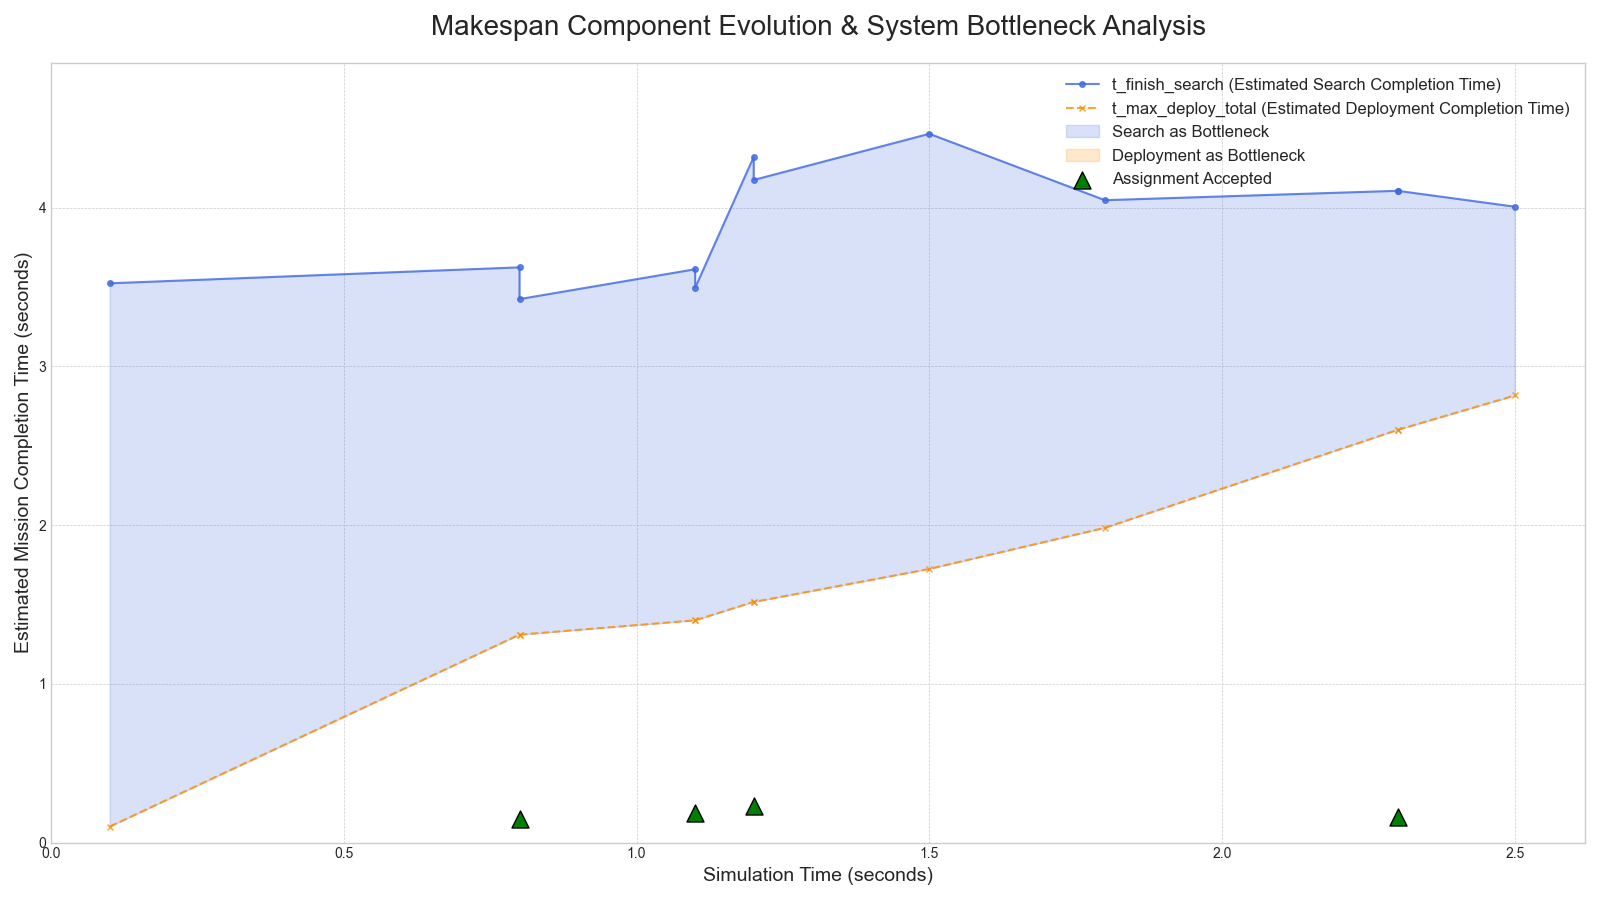 Makespan Component Evolution & System Bottleneck Analysis
t_finish_search (Estimated Search Completion Time)
t_max_deploy_total (Estimated Deployment Completion Time)
Search as Bottleneck
Deployment as Bottleneck
Assignment Accepted
Estimated Mission Completion Time (seconds)
4
3
2
1
0
0.0 0.5 1.0 1.5 2.0 2.5
Simulation Time (seconds)